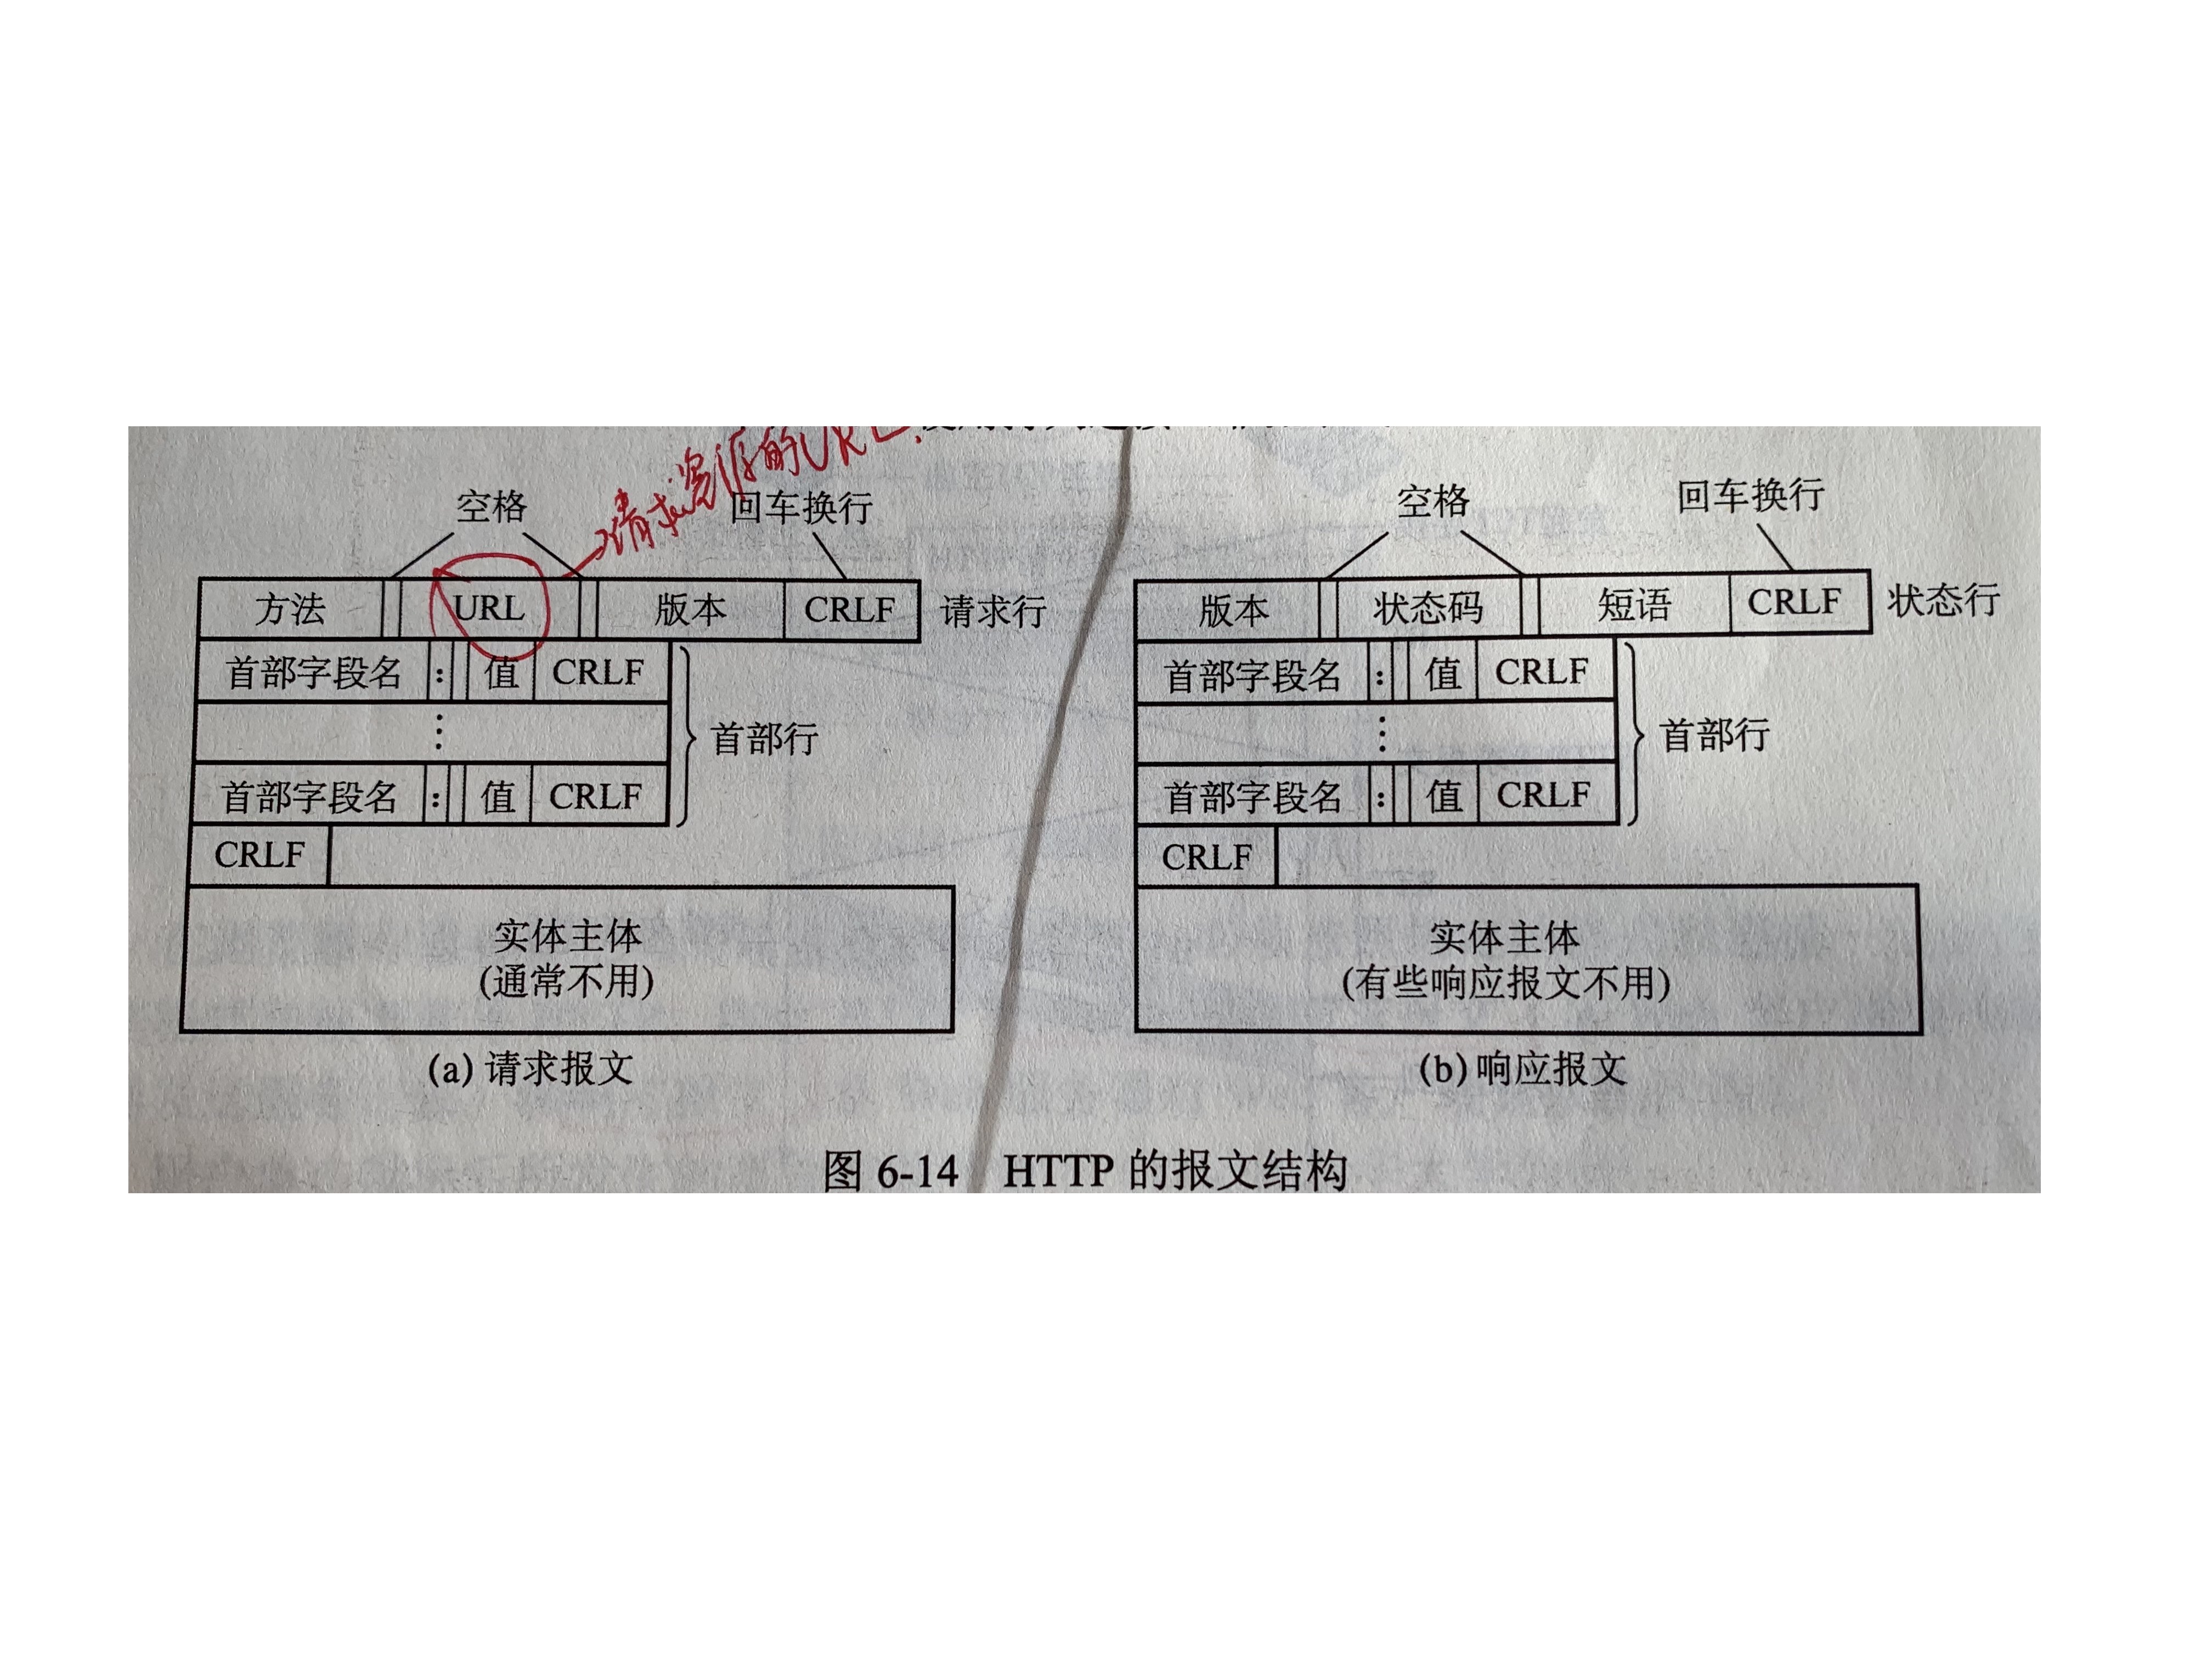 请求资源的URL.
空格
回车换行
方法 URL 版本 CRLF 请求行
首部字段名 : 值 CRLF
⋮
首部行
首部字段名 : 值 CRLF
CRLF
实体主体
(通常不用)
(a) 请求报文
空格
回车换行
版本 状态码 短语 CRLF 状态行
首部字段名 : 值 CRLF
⋮
首部行
首部字段名 : 值 CRLF
CRLF
实体主体
(有些响应报文不用)
(b) 响应报文
图 6-14 HTTP 的报文结构